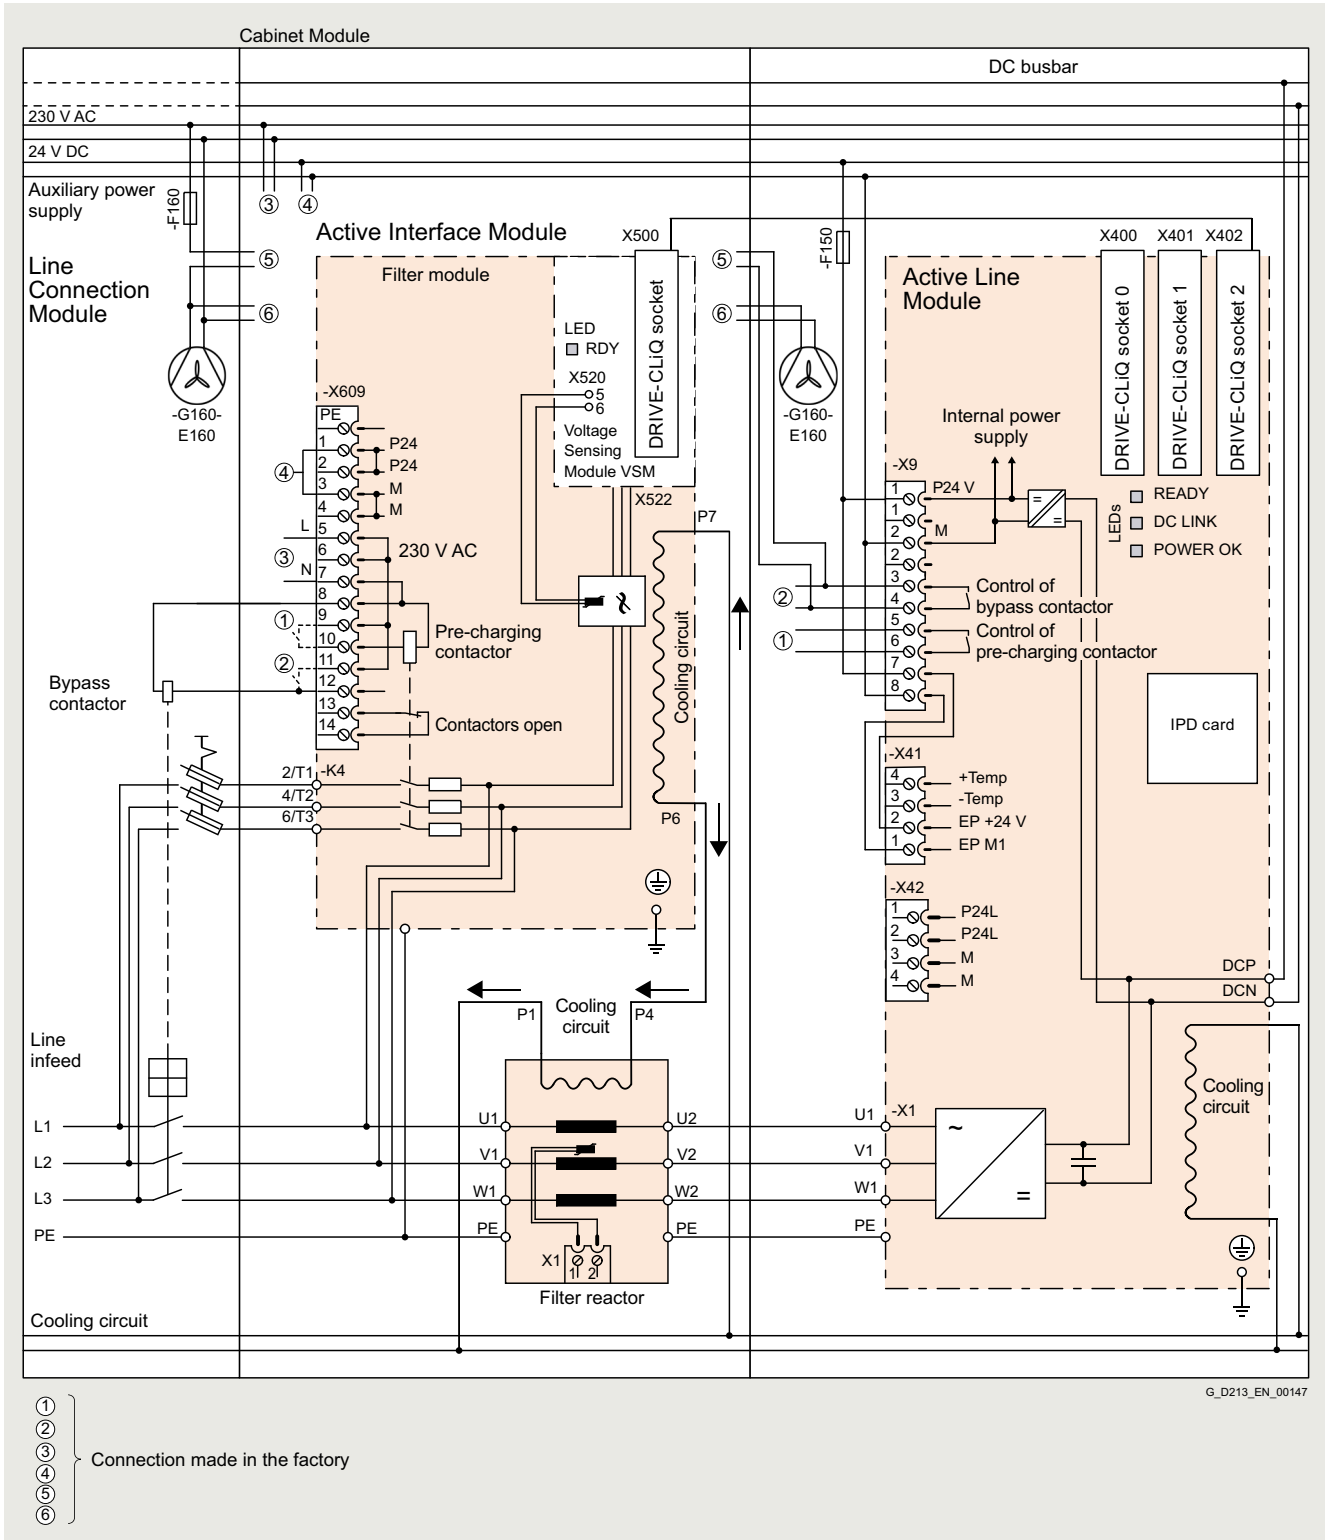 Cabinet Module
DC busbar
230 V AC
24 V DC
Auxiliary power
supply
-F160
③
④
Line
Connection
Module
⑤
⑥
-G160-
E160
Active Interface Module
Filter module
X500
DRIVE-CLiQ socket
LED
RDY
X520
5
6
Voltage
Sensing
Module VSM
X522
-X609
PE
1
2
3
4
5
6
7
8
9
10
11
12
13
14
P24
P24
M
M
④
L
③
N
230 V AC
①
②
Pre-charging
contactor
Contactors open
Bypass
contactor
2/T1
4/T2
6/T3
-K4
P7
Cooling circuit
P6
⑤
⑥
-G160-
E160
-F150
Active Line
Module
X400
X401
X402
DRIVE-CLiQ socket 0
DRIVE-CLiQ socket 1
DRIVE-CLiQ socket 2
Internal power
supply
-X9
1
1
2
2
3
4
5
6
7
8
P24 V
M
=
=
LEDs
READY
DC LINK
POWER OK
②
①
Control of
bypass contactor
Control of
pre-charging contactor
IPD card
-X41
4
3
2
1
+Temp
-Temp
EP +24 V
EP M1
-X42
1
2
3
4
P24L
P24L
M
M
DCP
DCN
P1
Cooling
circuit
P4
Line
infeed
L1
L2
L3
PE
U1
V1
W1
PE
U2
V2
W2
PE
X1
1
2
Filter reactor
U1
V1
W1
PE
-X1
~
=
Cooling
circuit
Cooling circuit
G_D213_EN_00147
①
②
③
④
⑤
⑥
Connection made in the factory